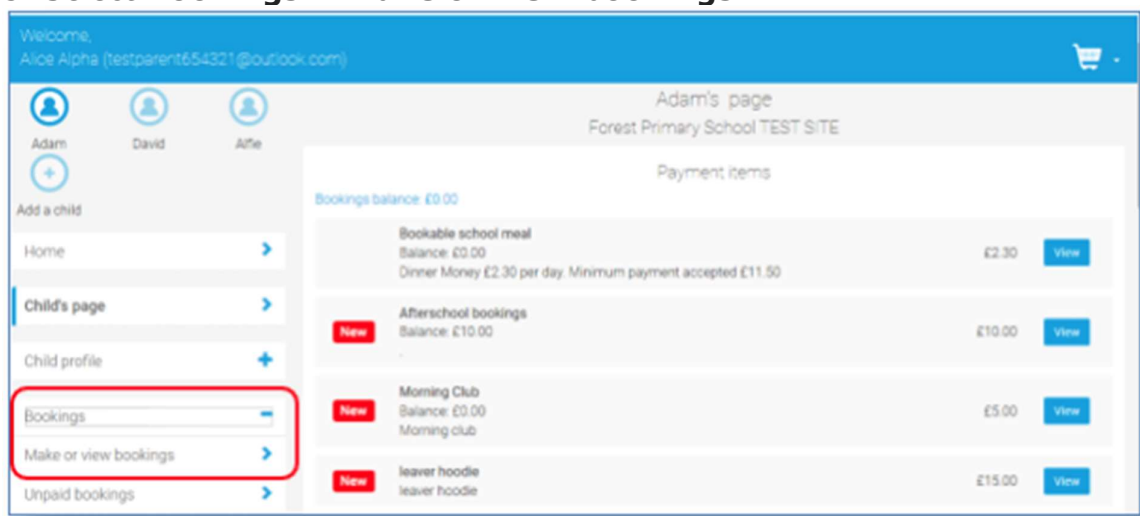 Welcome,
Alice Alpha (testparent654321@outlook.com)
Adam
David
Alfie
Add a child
Home
Child's page
Child profile
Bookings
Make or view bookings
Unpaid bookings
Adam's page
Forest Primary School TEST SITE
Payment items
Bookings balance: £0.00
Bookable school meal
Balance: £0.00
Dinner Money £2.30 per day. Minimum payment accepted £11.50
£2.30 View
New
Afterschool bookings
Balance: £10.00
.
£10.00 View
New
Morning Club
Balance: £0.00
Morning club
£5.00 View
New
leaver hoodie
leaver hoodie
£15.00 View